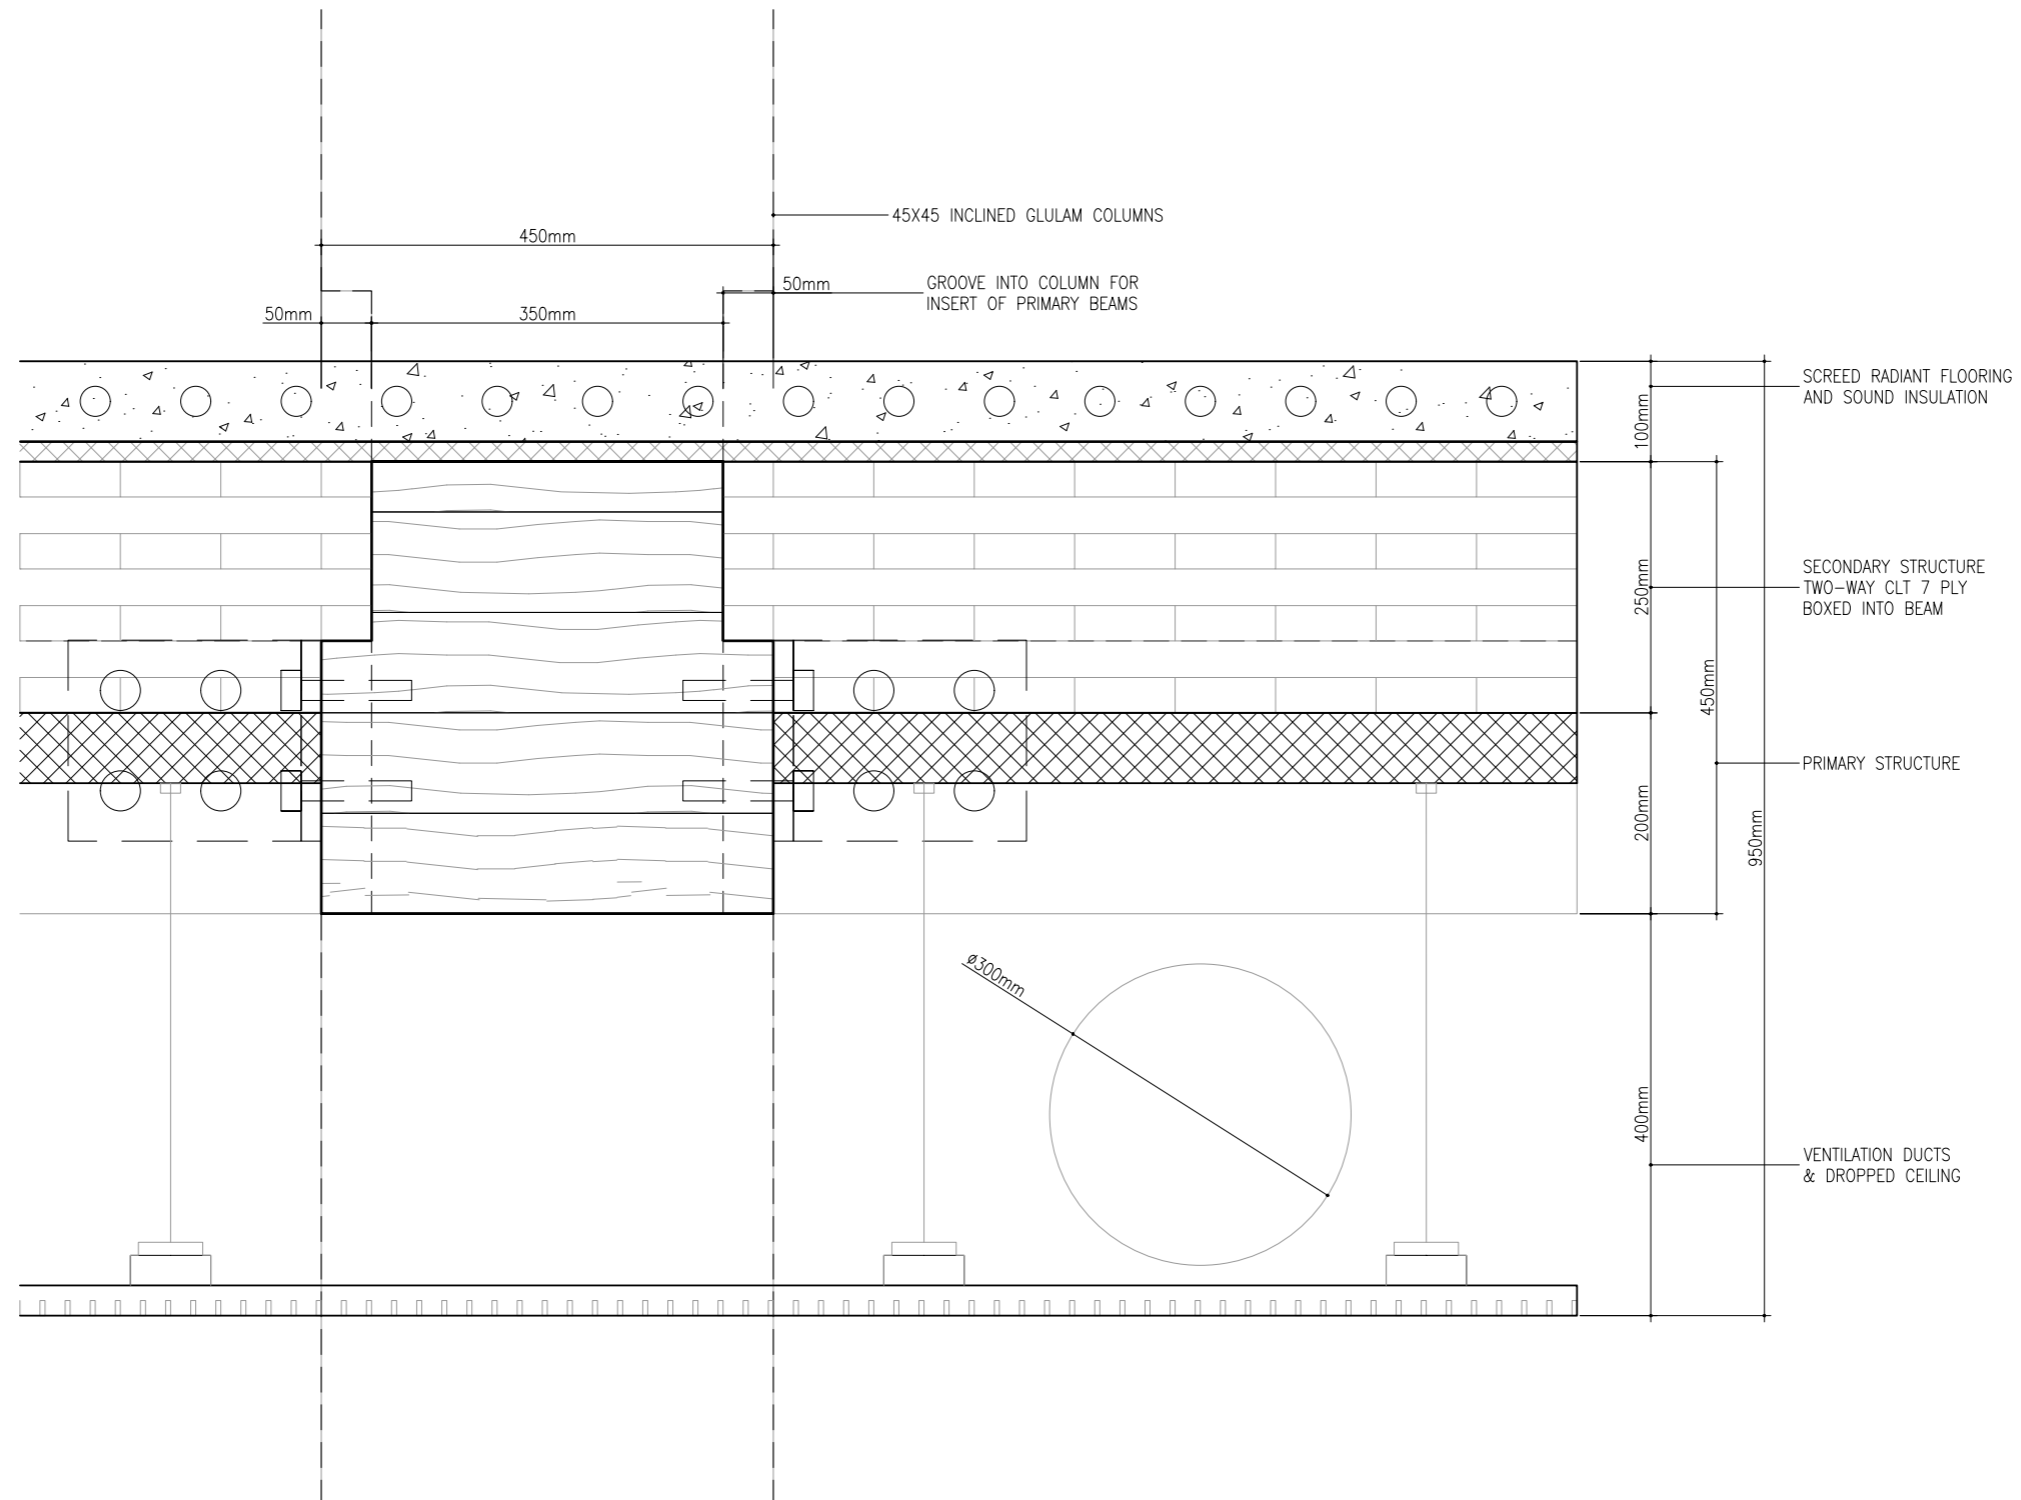 45X45 INCLINED GLULAM COLUMNS
450mm
GROOVE INTO COLUMN FOR
INSERT OF PRIMARY BEAMS
50mm
50mm
350mm
SCREED RADIANT FLOORING
AND SOUND INSULATION
100mm
SECONDARY STRUCTURE
TWO-WAY CLT 7 PLY
BOXED INTO BEAM
250mm
450mm
PRIMARY STRUCTURE
200mm
950mm
ø300mm
400mm
VENTILATION DUCTS
& DROPPED CEILING